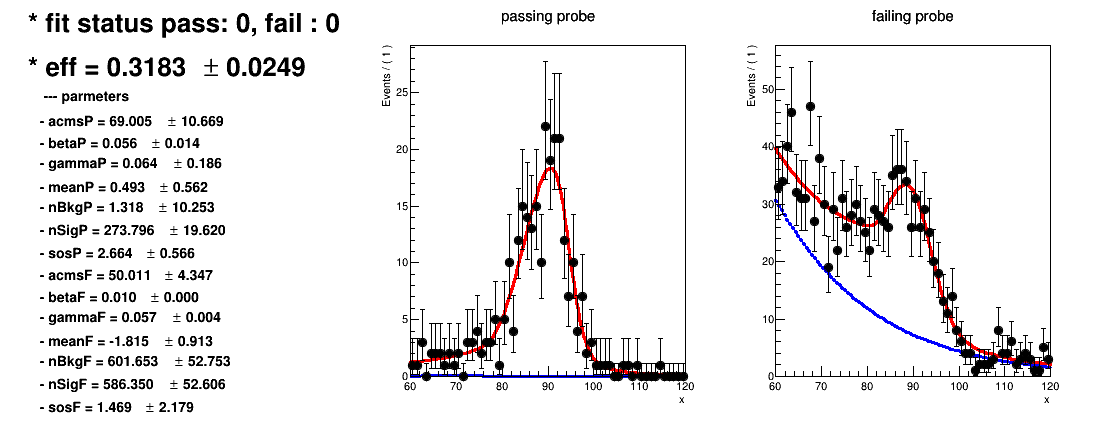 * fit status pass: 0, fail : 0
* eff = 0.3183 ± 0.0249
--- parmeters
- acmsP = 69.005 ± 10.669
- betaP = 0.056 ± 0.014
- gammaP = 0.064 ± 0.186
- meanP = 0.493 ± 0.562
- nBkgP = 1.318 ± 10.253
- nSigP = 273.796 ± 19.620
- sosP = 2.664 ± 0.566
- acmsF = 50.011 ± 4.347
- betaF = 0.010 ± 0.000
- gammaF = 0.057 ± 0.004
- meanF = -1.815 ± 0.913
- nBkgF = 601.653 ± 52.753
- nSigF = 586.350 ± 52.606
- sosF = 1.469 ± 2.179
passing probe
Events / ( 1 )
25
20
15
10
5
0
60 70 80 90 100 110 120
x
failing probe
Events / ( 1 )
50
40
30
20
10
0
60 70 80 90 100 110 120
x